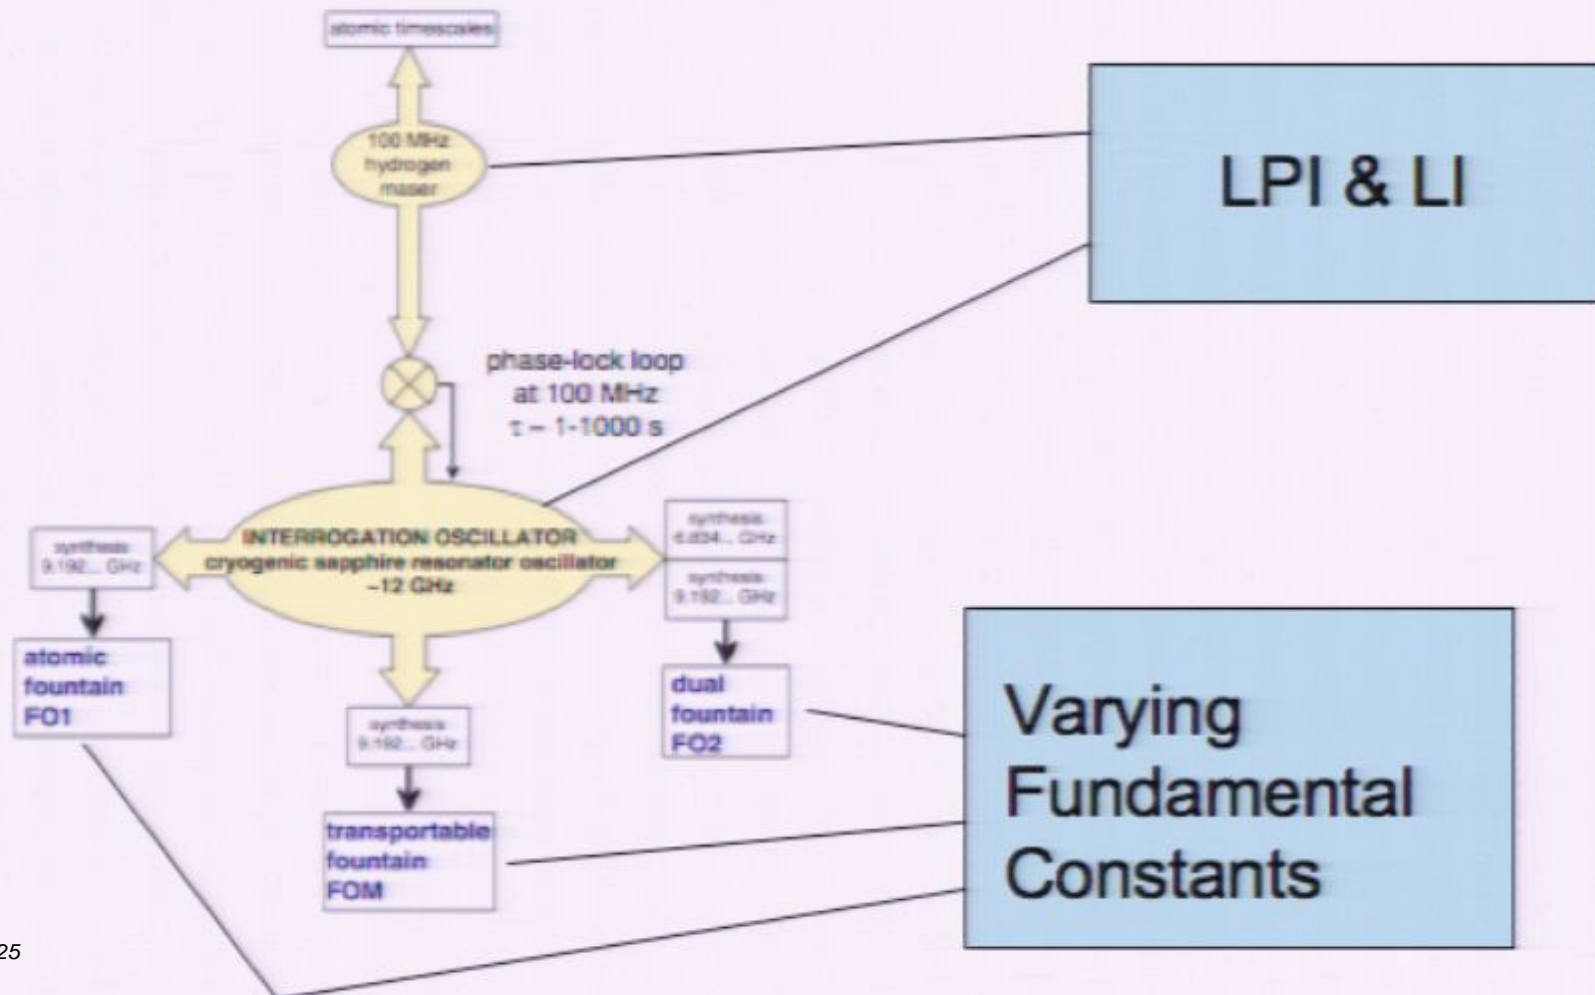 atomic timescales
100 MHz
hydrogen
maser
LPI & LI
phase-lock loop
at 100 MHz
τ ~ 1-1000 s
INTERROGATION OSCILLATOR
cryogenic sapphire resonator oscillator
~12 GHz
synthesis
9.192... GHz
atomic
fountain
FO1
synthesis
9.192... GHz
transportable
fountain
FOM
synthesis
6.834... GHz
synthesis
9.192... GHz
dual
fountain
FO2
Varying
Fundamental
Constants
25